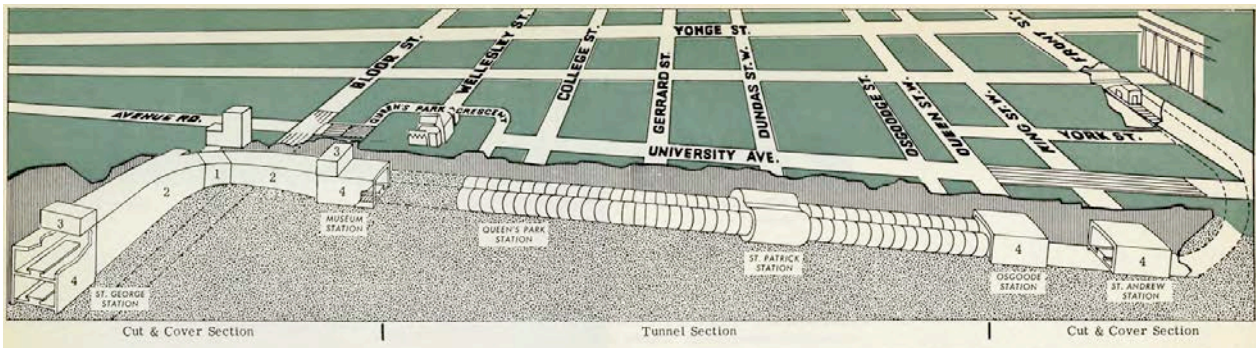 AVENUE RD.
BLOOR ST.
QUEEN'S PARK CRESCENT
WELLESLEY ST.
COLLEGE ST.
GERRARD ST.
YONGE ST.
DUNDAS ST. W.
OSGOODE ST.
QUEEN ST. W.
KING ST. W.
FRONT ST.
YORK ST.
UNIVERSITY AVE.
3
4
2
1
2
3
4
4
4
ST. GEORGE
STATION
MUSEUM
STATION
QUEEN'S PARK
STATION
ST. PATRICK
STATION
OSGOODE
STATION
ST. ANDREW
STATION
Cut & Cover Section
Tunnel Section
Cut & Cover Section